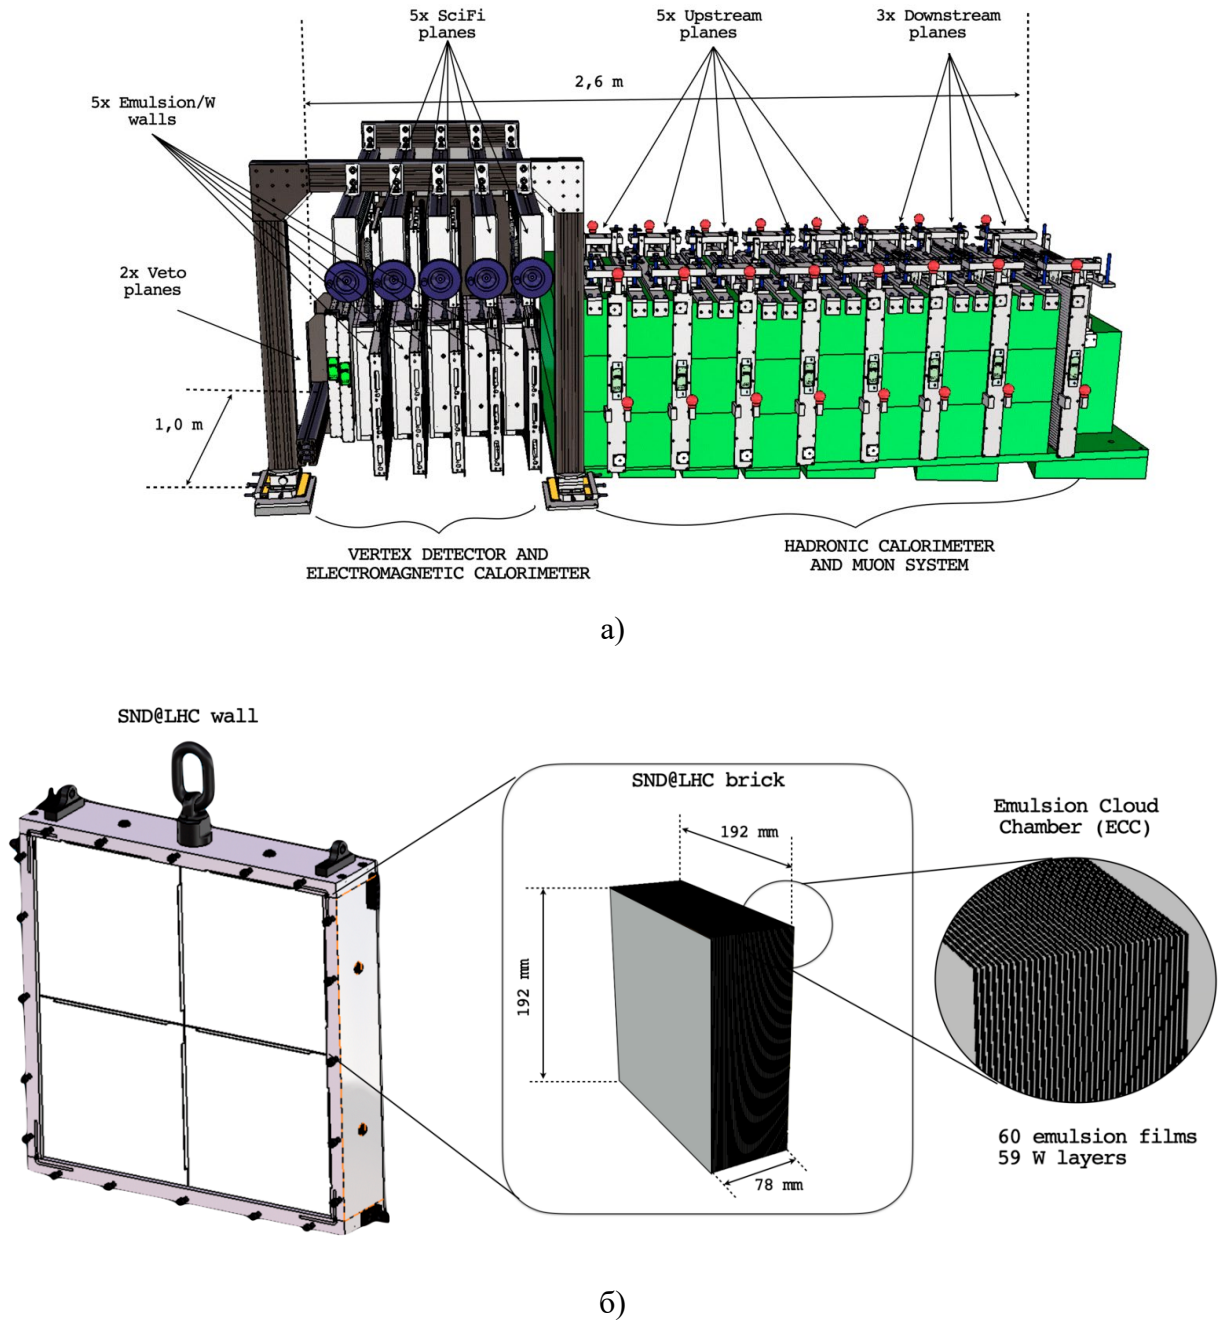 5x SciFi
planes
5x Upstream
planes
3x Downstream
planes
2,6 m
5x Emulsion/W
walls
2x Veto
planes
1,0 m
VERTEX DETECTOR AND
ELECTROMAGNETIC CALORIMETER
HADRONIC CALORIMETER
AND MUON SYSTEM
а)
SND@LHC wall
SND@LHC brick
192 mm
192 mm
78 mm
Emulsion Cloud
Chamber (ECC)
60 emulsion films
59 W layers
б)